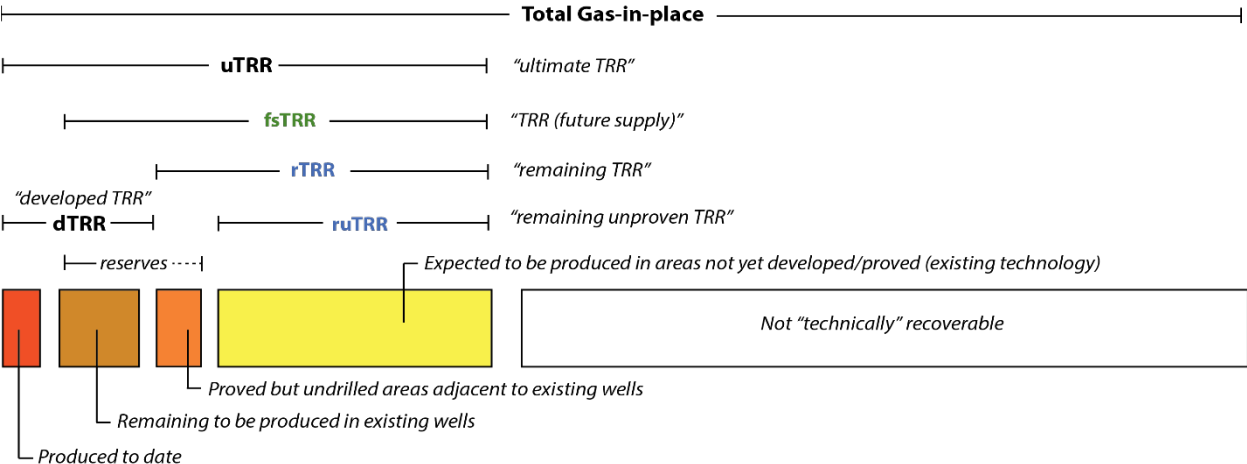 Total Gas-in-place
uTRR
“ultimate TRR”
fsTRR
“TRR (future supply)”
rTRR
“remaining TRR”
“developed TRR”
dTRR
ruTRR
“remaining unproven TRR”
reserves
Expected to be produced in areas not yet developed/proved (existing technology)
Not “technically” recoverable
Proved but undrilled areas adjacent to existing wells
Remaining to be produced in existing wells
Produced to date